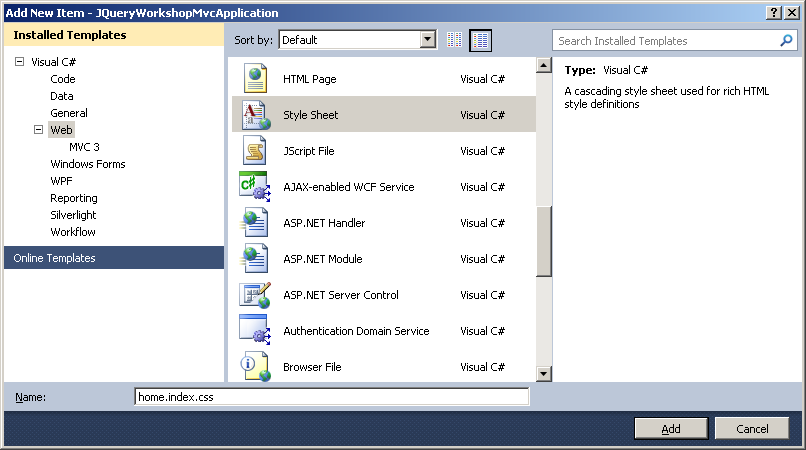 Add New Item - JQueryWorkshopMvcApplication
Installed Templates
Visual C#
Code
Data
General
Web
MVC 3
Windows Forms
WPF
Reporting
Silverlight
Workflow
Online Templates
Sort by: Default
HTML Page Visual C#
Style Sheet Visual C#
JScript File Visual C#
AJAX-enabled WCF Service Visual C#
ASP.NET Handler Visual C#
ASP.NET Module Visual C#
ASP.NET Server Control Visual C#
Authentication Domain Service Visual C#
Browser File Visual C#
Search Installed Templates
Type: Visual C#
A cascading style sheet used for rich HTML
style definitions
Name: home.index.css
Add Cancel